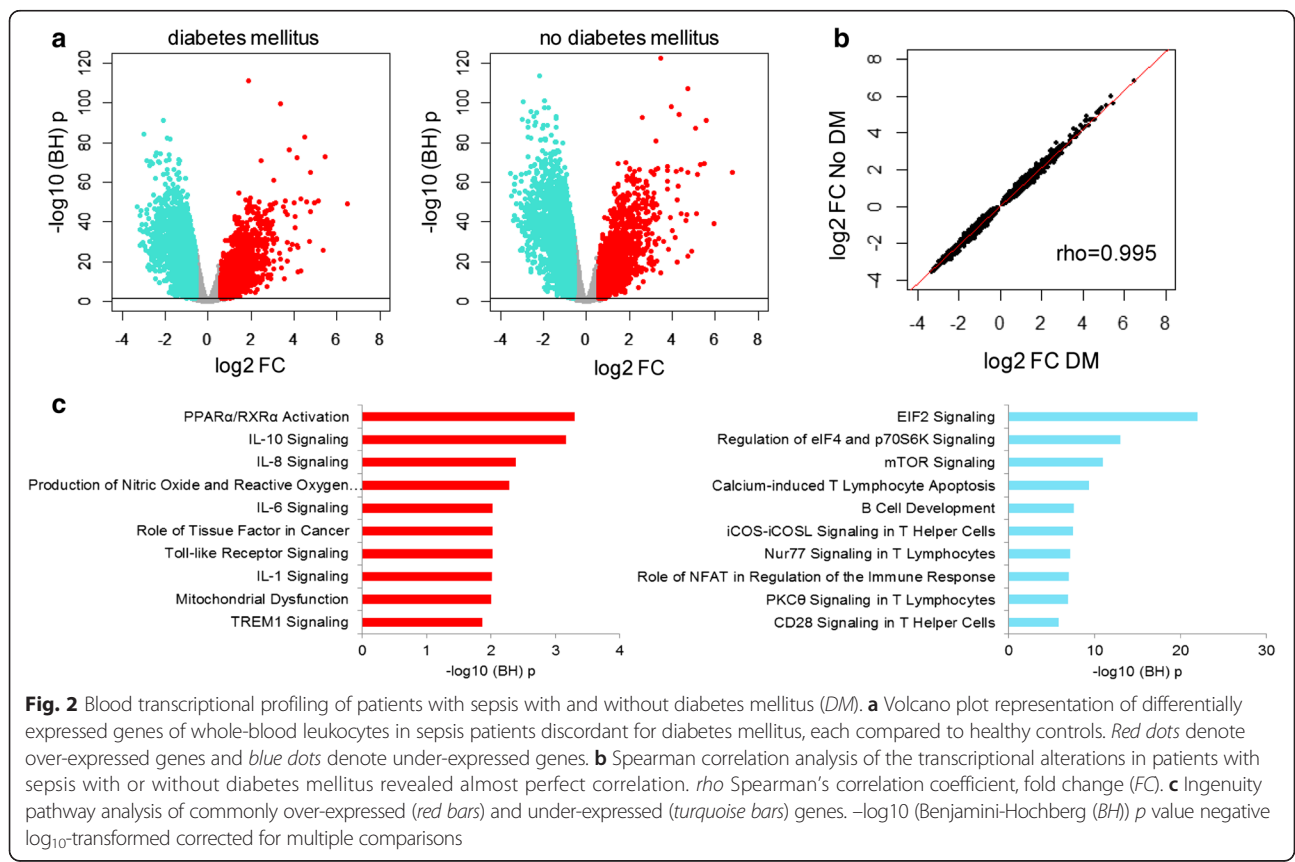 a
diabetes mellitus
no diabetes mellitus
b
120
100
80
60
40
20
0
-log10 (BH) p
-4 -2 0 2 4 6 8
log2 FC
120
100
80
60
40
20
0
-log10 (BH) p
-4 -2 0 2 4 6 8
log2 FC
8
6
4
2
0
-2
-4
log2 FC No DM
rho=0.995
-4 -2 0 2 4 6 8
log2 FC DM
c
PPARα/RXRα Activation
IL-10 Signaling
IL-8 Signaling
Production of Nitric Oxide and Reactive Oxygen…
IL-6 Signaling
Role of Tissue Factor in Cancer
Toll-like Receptor Signaling
IL-1 Signaling
Mitochondrial Dysfunction
TREM1 Signaling
0 1 2 3 4
-log10 (BH) p
EIF2 Signaling
Regulation of eIF4 and p70S6K Signaling
mTOR Signaling
Calcium-induced T Lymphocyte Apoptosis
B Cell Development
iCOS-iCOSL Signaling in T Helper Cells
Nur77 Signaling in T Lymphocytes
Role of NFAT in Regulation of the Immune Response
PKCθ Signaling in T Lymphocytes
CD28 Signaling in T Helper Cells
0 10 20 30
-log10 (BH) p
Fig. 2 Blood transcriptional profiling of patients with sepsis with and without diabetes mellitus (DM). a Volcano plot representation of differentially
expressed genes of whole-blood leukocytes in sepsis patients discordant for diabetes mellitus, each compared to healthy controls. Red dots denote
over-expressed genes and blue dots denote under-expressed genes. b Spearman correlation analysis of the transcriptional alterations in patients with
sepsis with or without diabetes mellitus revealed almost perfect correlation. rho Spearman's correlation coefficient, fold change (FC). c Ingenuity
pathway analysis of commonly over-expressed (red bars) and under-expressed (turquoise bars) genes. –log10 (Benjamini-Hochberg (BH)) p value negative
log10-transformed corrected for multiple comparisons